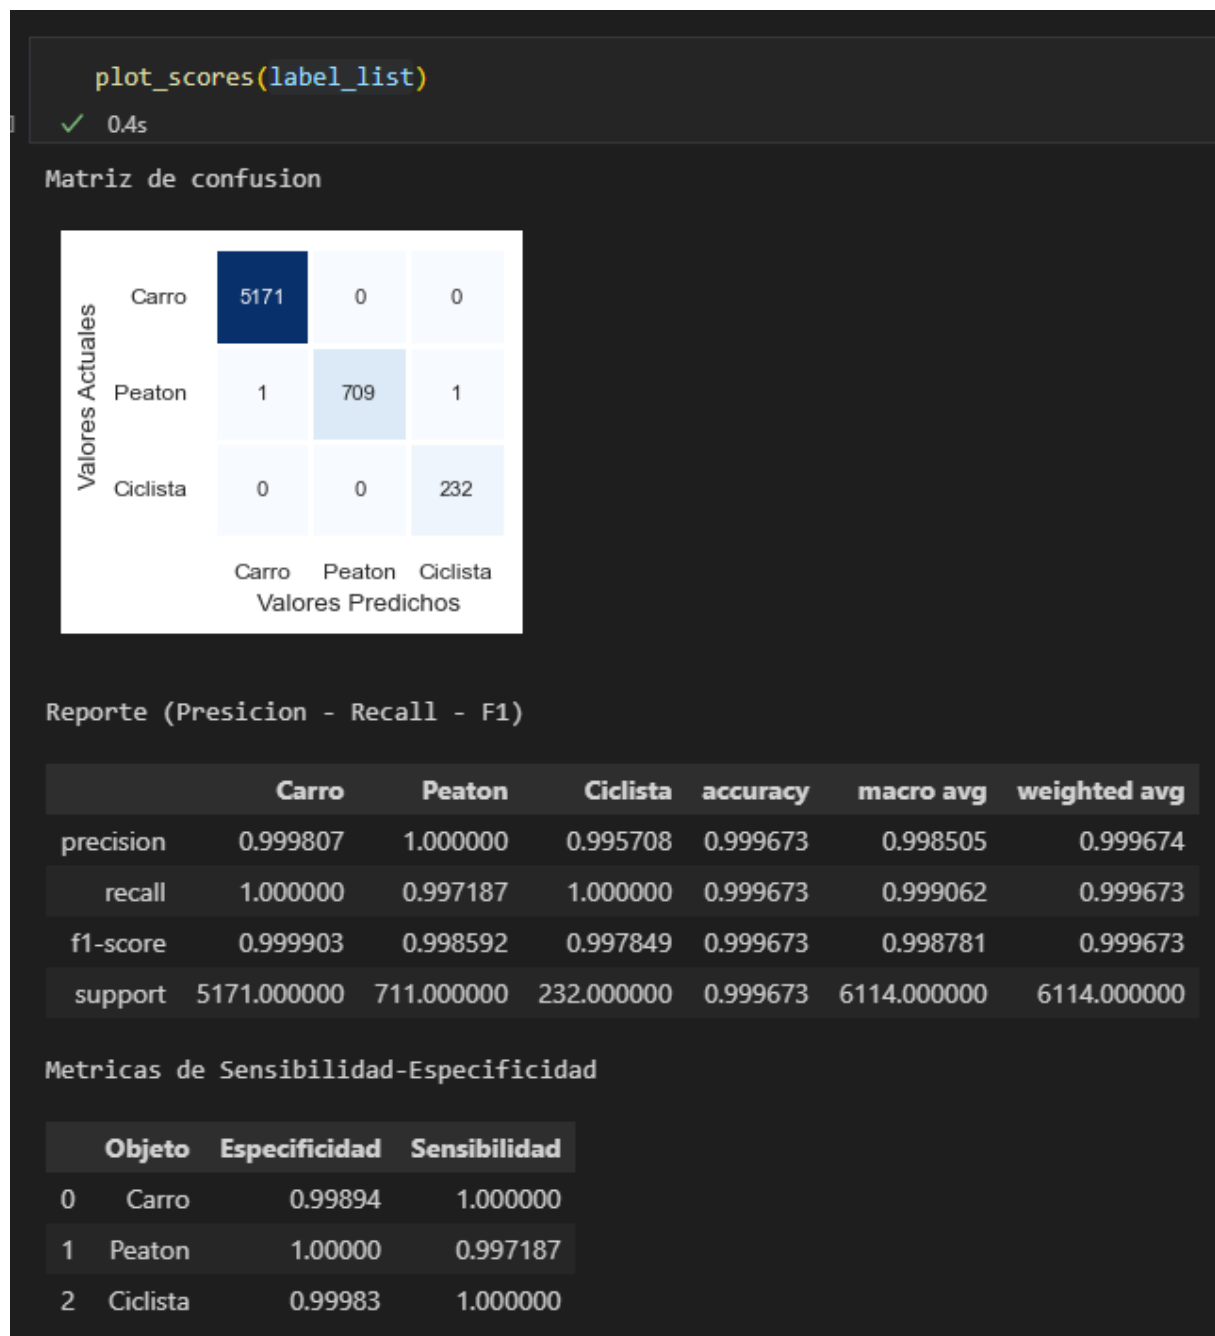 plot_scores(label_list)
✓ 0.4s
Matriz de confusion
Valores Actuales
Carro 5171 0 0
Peaton 1 709 1
Ciclista 0 0 232
Carro Peaton Ciclista
Valores Predichos
Reporte (Presicion - Recall - F1)
Carro Peaton Ciclista accuracy macro avg weighted avg
precision 0.999807 1.000000 0.995708 0.999673 0.998505 0.999674
recall 1.000000 0.997187 1.000000 0.999673 0.999062 0.999673
f1-score 0.999903 0.998592 0.997849 0.999673 0.998781 0.999673
support 5171.000000 711.000000 232.000000 0.999673 6114.000000 6114.000000
Metricas de Sensibilidad-Especificidad
Objeto Especificidad Sensibilidad
0 Carro 0.99894 1.000000
1 Peaton 1.00000 0.997187
2 Ciclista 0.99983 1.000000